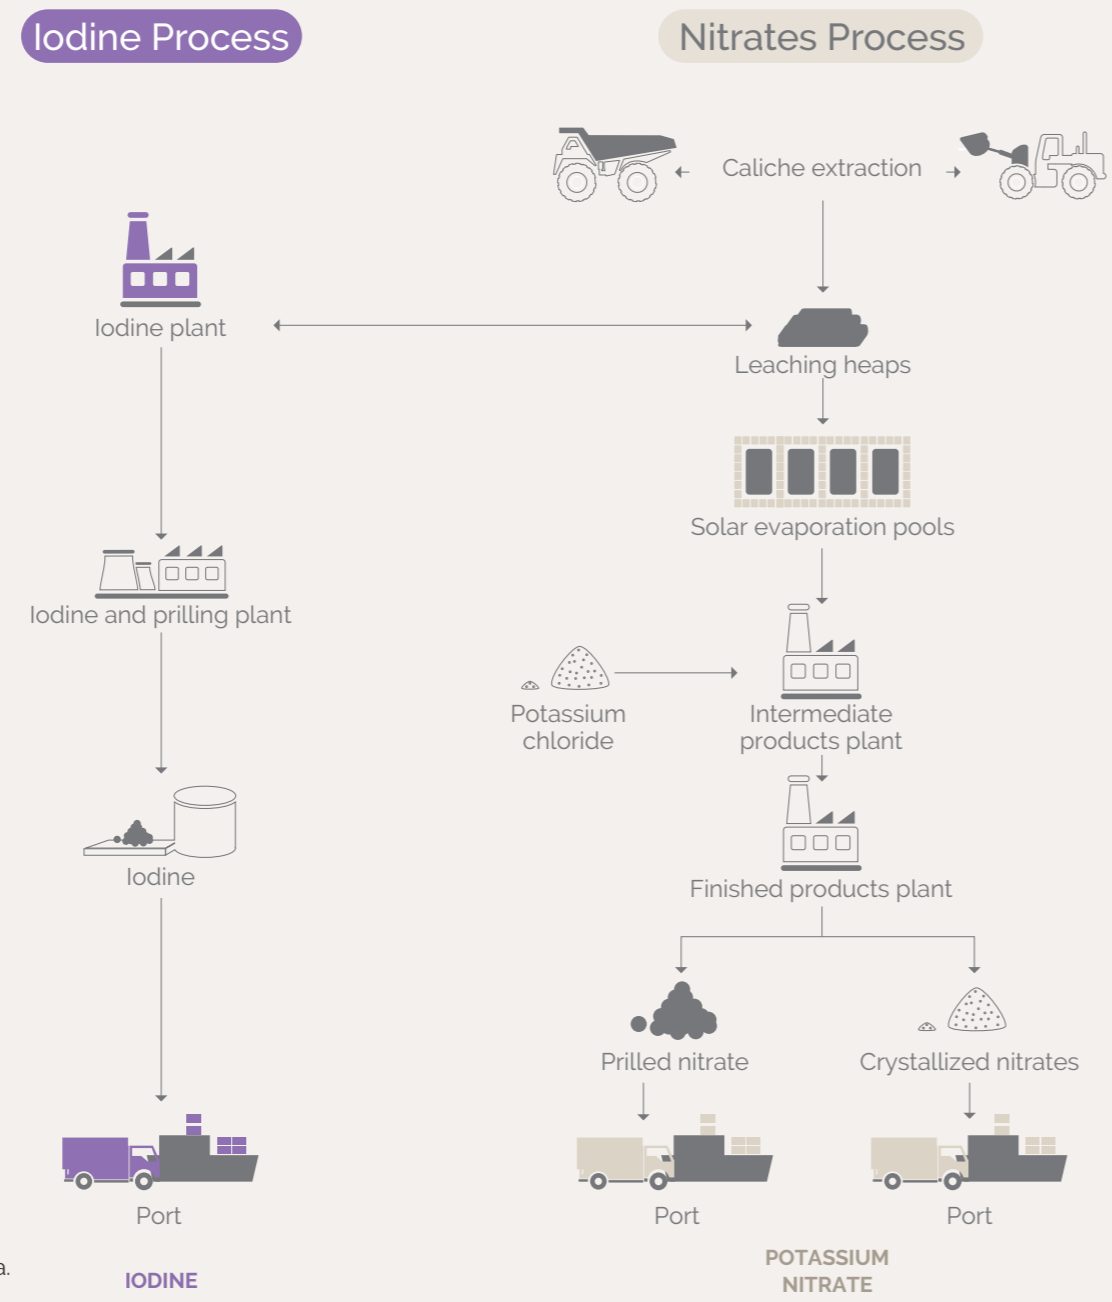 Iodine Process
Nitrates Process
Caliche extraction
Iodine plant
Leaching heaps
Solar evaporation pools
Iodine and prilling plant
Potassium
chloride
Intermediate
products plant
Iodine
Finished products plant
Prilled nitrate
Crystallized nitrates
Port
Port
Port
a.
IODINE
POTASSIUM
NITRATE